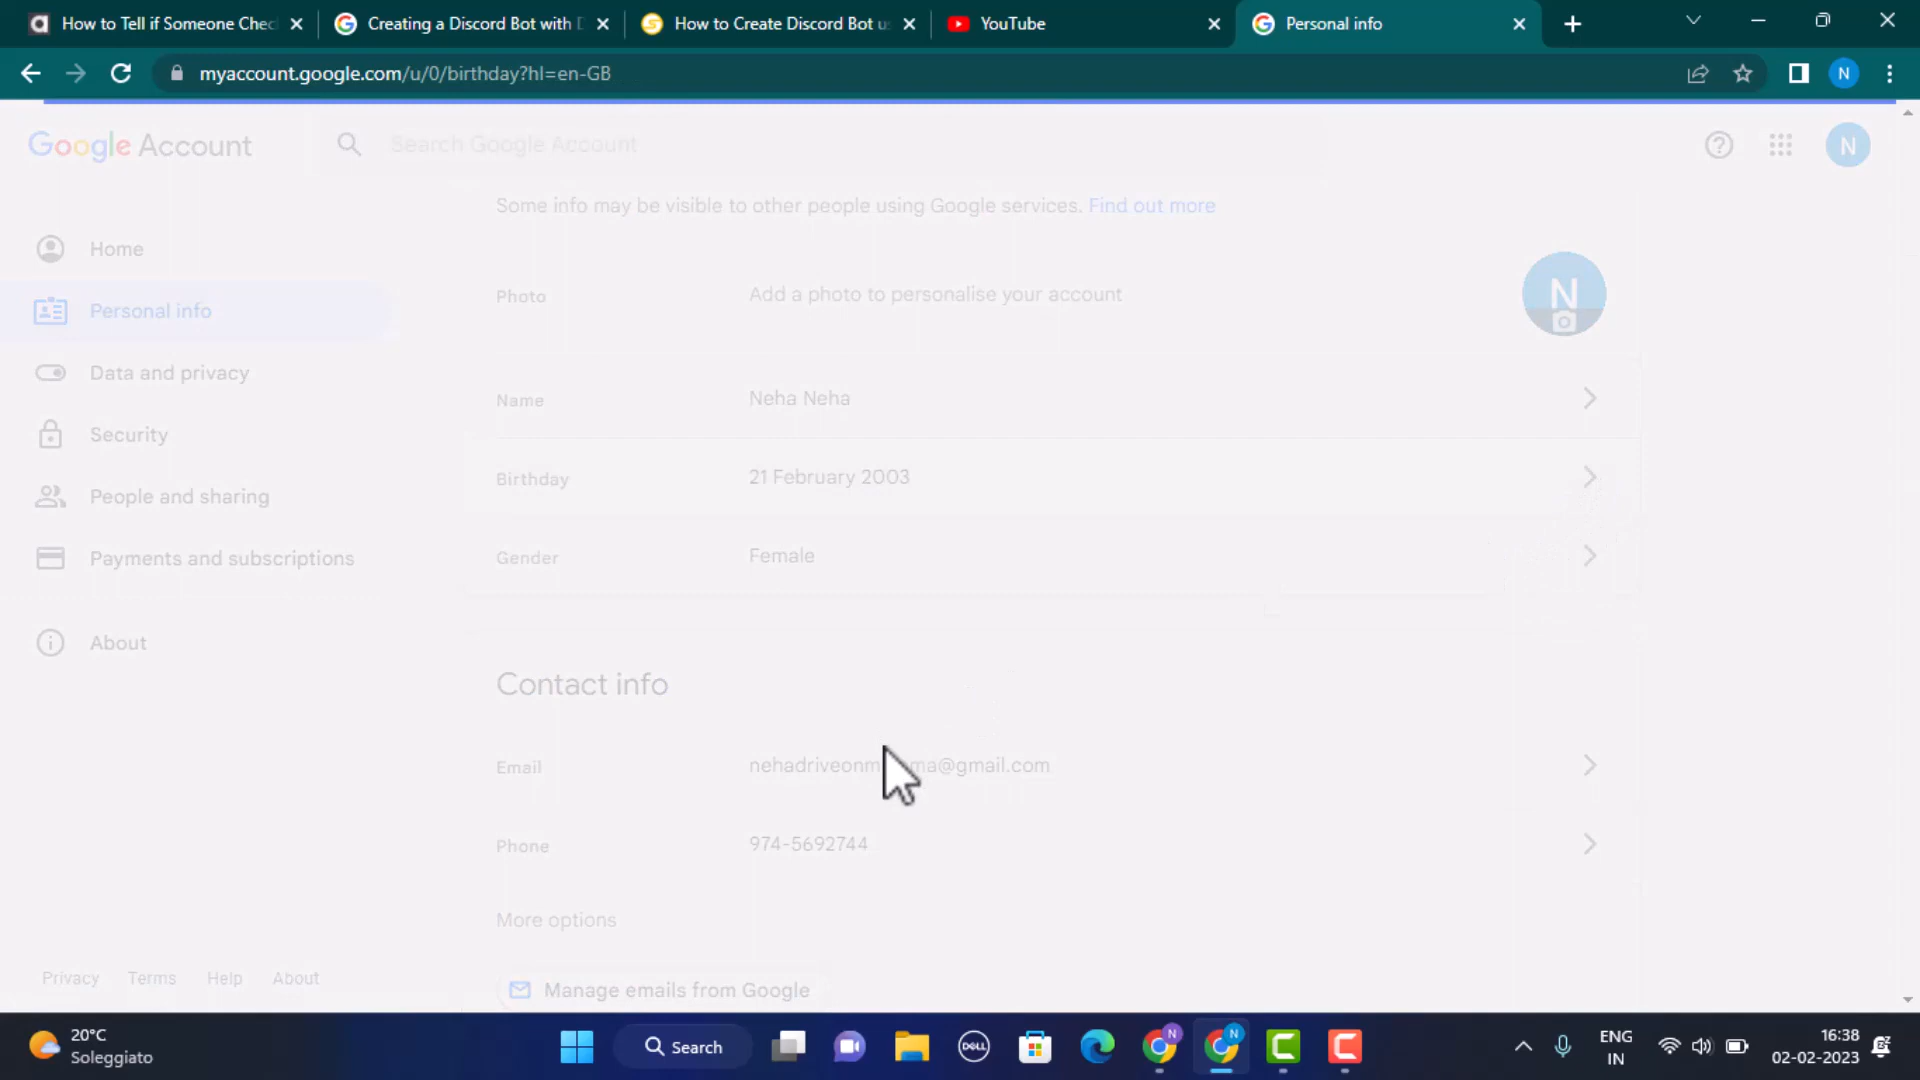 How to Tell if Someone Chec
Creating a Discord Bot with D
How to Create Discord Bot u
YouTube
Personal info
myaccount.google.com/u/0/birthday?hl=en-GB
N
Google Account
Search Google Account
N
Some info may be visible to other people using Google services. Find out more
Home
Personal info
Data and privacy
Security
People and sharing
Payments and subscriptions
About
Photo
Add a photo to personalise your account
N
Name
Neha Neha
Birthday
21 February 2003
Gender
Female
Contact info
Email
@gmail.com
Phone
974-5692744
More options
Manage emails from Google
Privacy
Terms
Help
About
20°C
Soleggiato
Search
DELL
N
N
ENG
IN
16:38
02-02-2023